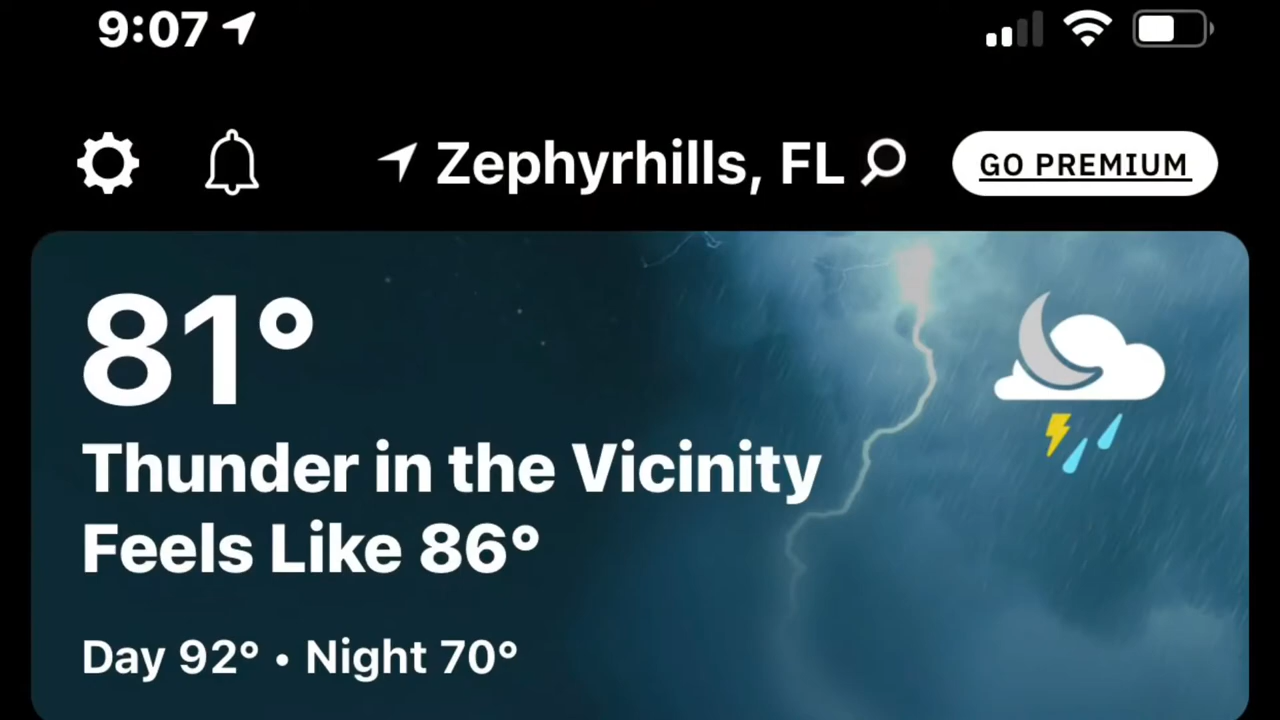 9:07
Zephyrhills, FL
GO PREMIUM
81°
Thunder in the Vicinity
Feels Like 86°
Day 92° • Night 70°